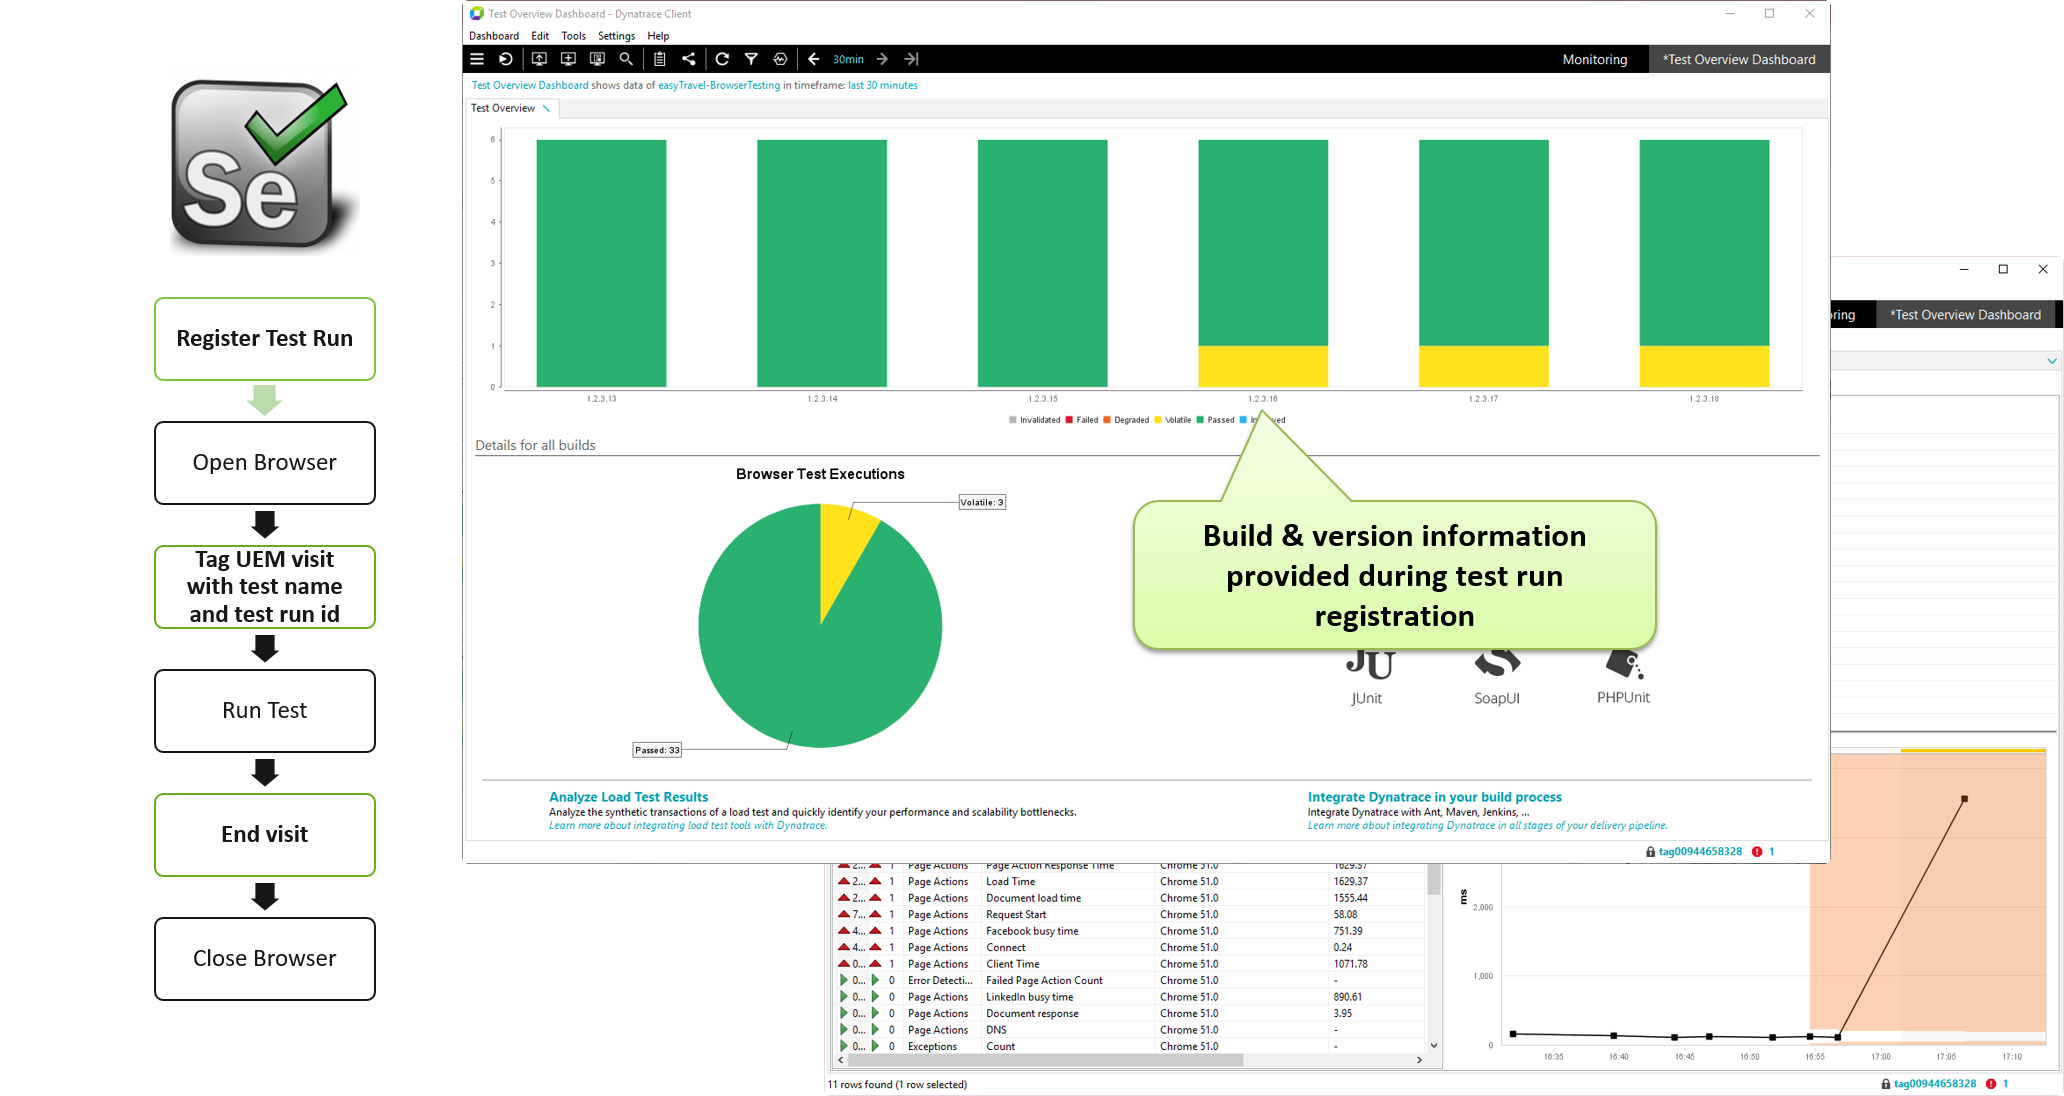 Se
Register Test Run
Open Browser
Tag UEM visit
with test name
and test run id
Run Test
End visit
Close Browser
Test Overview Dashboard - Dynatrace Client
Dashboard Edit Tools Settings Help
30min
Monitoring *Test Overview Dashboard
Test Overview Dashboard shows data of easyTravel-BrowserTesting in timeframe: last 30 minutes
Test Overview
6
5
4
3
2
1
0
1.2.3.13 1.2.3.14 1.2.3.15 1.2.3.16 1.2.3.17 1.2.3.18
Invalidated Failed Degraded Volatile Passed
Details for all builds
Browser Test Executions
Volatile: 3
Passed: 33
Build & version information
provided during test run
registration
JU
JUnit SoapUI PHPUnit
Analyze Load Test Results
Analyze the synthetic transactions of a load test and quickly identify your performance and scalability bottlenecks.
Learn more about integrating load test tools with Dynatrace.
Integrate Dynatrace in your build process
Integrate Dynatrace with Ant, Maven, Jenkins, ...
Learn more about integrating Dynatrace in all stages of your delivery pipeline.
tag00944658328 1
*Test Overview Dashboard
2... 1 Page Actions Page Action Response Time Chrome 51.0 1629.37
2... 1 Page Actions Load Time Chrome 51.0 1629.37
2... 1 Page Actions Document load time Chrome 51.0 1555.44
7... 1 Page Actions Request Start Chrome 51.0 58.08
4... 1 Page Actions Facebook busy time Chrome 51.0 751.39
4... 1 Page Actions Connect Chrome 51.0 0.24
0... 1 Page Actions Client Time Chrome 51.0 1071.78
0... 0 Error Detecti... Failed Page Action Count Chrome 51.0 -
0... 0 Page Actions LinkedIn busy time Chrome 51.0 890.61
0... 0 Page Actions Document response Chrome 51.0 3.95
0... 0 Page Actions DNS Chrome 51.0 -
0... 0 Exceptions Count Chrome 51.0 -
11 rows found (1 row selected)
ms
2,000
1,000
0
16:35 16:40 16:45 16:50 16:55 17:00 17:05 17:10
tag00944658328 1